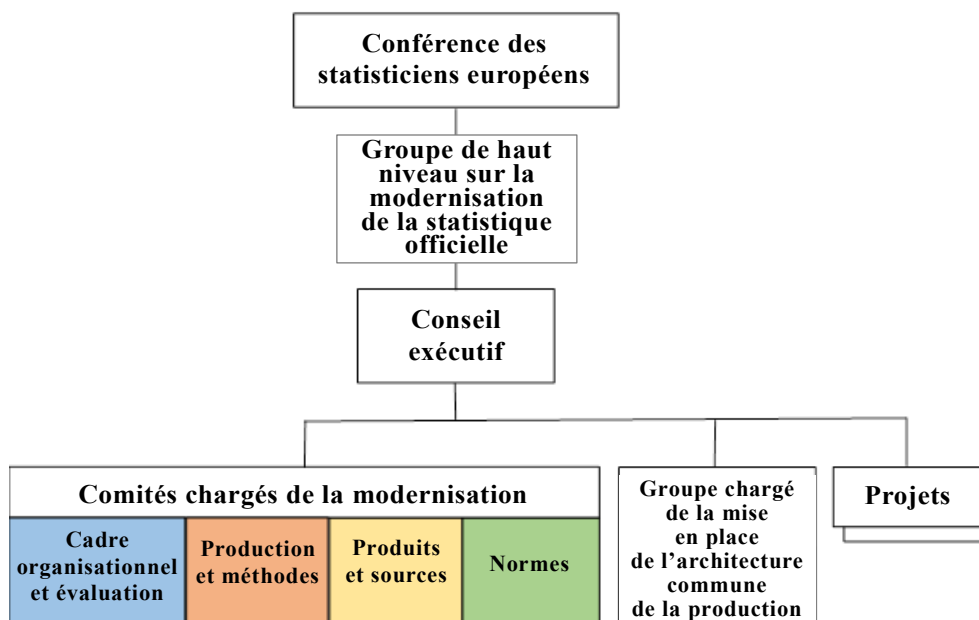 Conférence des
statisticiens européens
Groupe de haut
niveau sur la
modernisation
de la statistique
officielle
Conseil
exécutif
Comités chargés de la modernisation
Cadre
organisationnel
et évaluation
Production
et méthodes
Produits
et sources
Normes
Groupe chargé
de la mise
en place
de l’architecture
commune
de la production
Projets